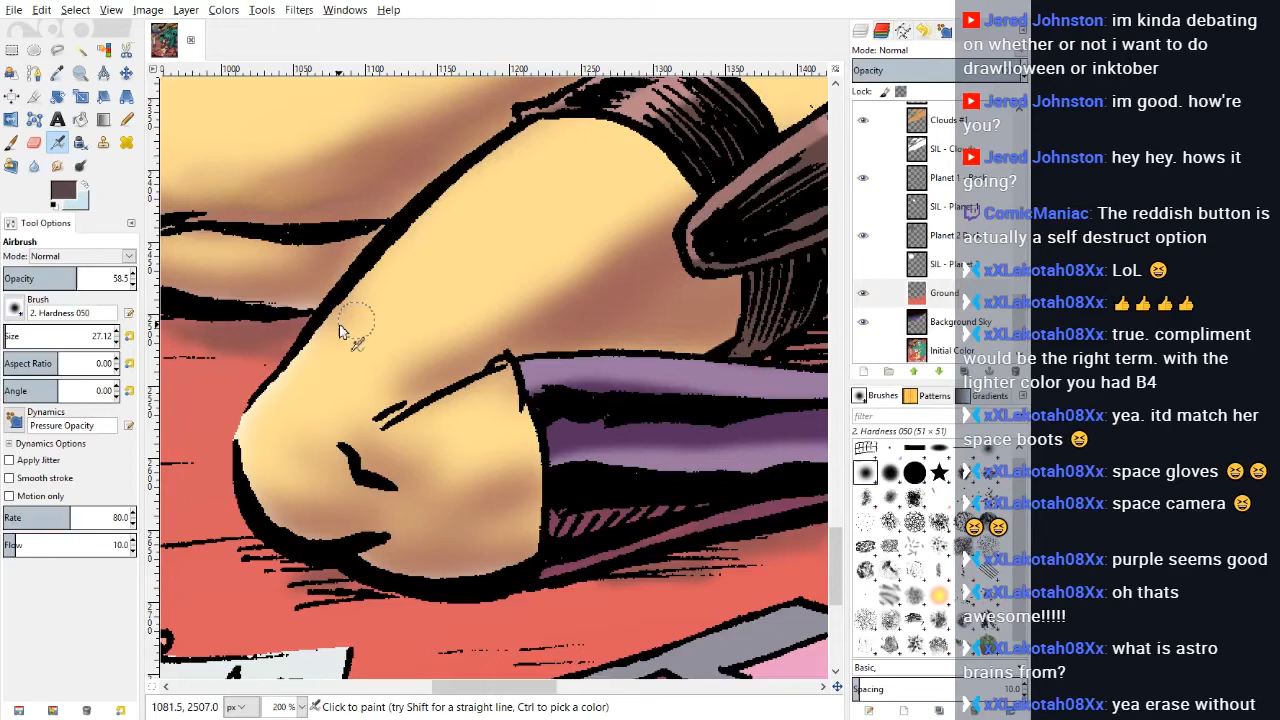 File Edit Select View Image Layer Colors Tools Filters Windows Help
1000 1050 1100 1150 1200 1250 1300 1350 1400
Tool Options
Airbrush
Mode: Normal
Opacity 58.5
Brush
2. Hardness 050
Size 27.12
Aspect Ratio 0.00
Angle 0.00
Dynamics
Pressure Opacity
Dynamics Options
Apply Jitter
Smooth stroke
Motion only
Rate 80.0
Flow 10.0
1081.5, 2507.0 px 200 % Click to paint (try Shift for a straight line, Ctrl to pick a color)
Mode: Normal
Opacity
Lock:
Clouds #1
SIL - Clouds
Planet 1 -
SIL - Planet 1
Planet 2
SIL - Planet
Ground
Background Sky
Initial Color
Brushes Patterns Gradients
filter
2. Hardness 050 (51 × 51)
Basic,
Spacing 10.0
Jered Johnston: im kinda debating
on whether or not i want to do
drawlloween or inktober
Jered Johnston: im good. how're
you?
Jered Johnston: hey hey. hows it
going?
ComicManiac: The reddish button is
actually a self destruct option
xXLakotah08Xx: LoL 😆
xXLakotah08Xx: 👍👍👍👍
xXLakotah08Xx: true. compliment
would be the right term. with the
lighter color you had B4
xXLakotah08Xx: yea. itd match her
space boots 😆
xXLakotah08Xx: space gloves 😆 😆
xXLakotah08Xx: space camera 😆
😆😆
xXLakotah08Xx: purple seems good
xXLakotah08Xx: oh thats
awesome!!!!!
xXLakotah08Xx: what is astro
brains from?
xXLakotah08Xx: yea erase without